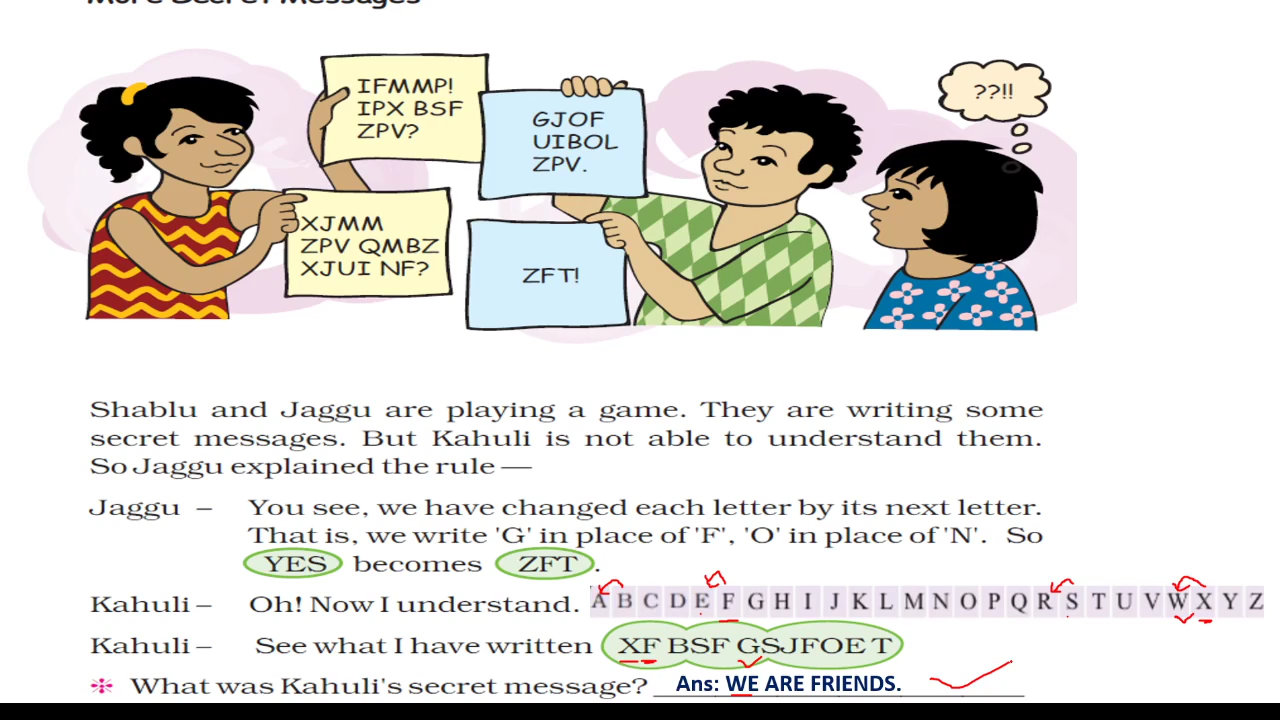 More Secret Messages
IFMMP!
IPX BSF
ZPV?
GJOF
UIBOL
ZPV.
??!!
XJMM
ZPV QMBZ
XJUI NF?
ZFT!
Shablu and Jaggu are playing a game. They are writing some
secret messages. But Kahuli is not able to understand them.
So Jaggu explained the rule —
Jaggu – You see, we have changed each letter by its next letter.
That is, we write 'G' in place of 'F', 'O' in place of 'N'. So
YES becomes ZFT.
Kahuli – Oh! Now I understand. A B C D E F G H I J K L M N O P Q R S T U V W X Y Z
Kahuli – See what I have written XF BSF GSJFOE T
What was Kahuli's secret message? Ans: WE ARE FRIENDS.